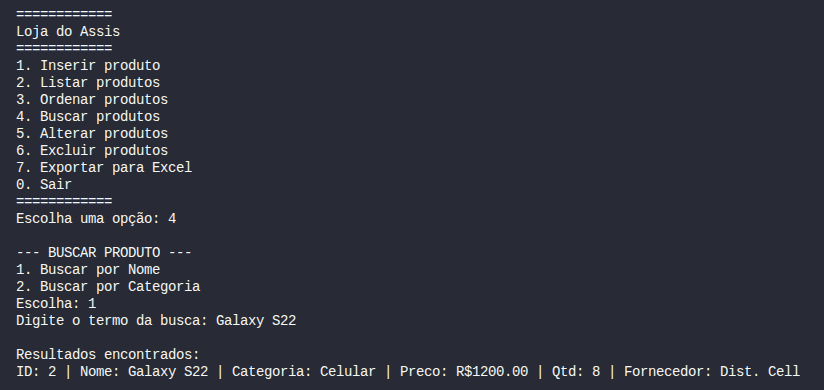 ============
Loja do Assis
============
1. Inserir produto
2. Listar produtos
3. Ordenar produtos
4. Buscar produtos
5. Alterar produtos
6. Excluir produtos
7. Exportar para Excel
0. Sair
============
Escolha uma opção: 4

--- BUSCAR PRODUTO ---
1. Buscar por Nome
2. Buscar por Categoria
Escolha: 1
Digite o termo da busca: Galaxy S22

Resultados encontrados:
ID: 2 | Nome: Galaxy S22 | Categoria: Celular | Preco: R$1200.00 | Qtd: 8 | Fornecedor: Dist. Cell